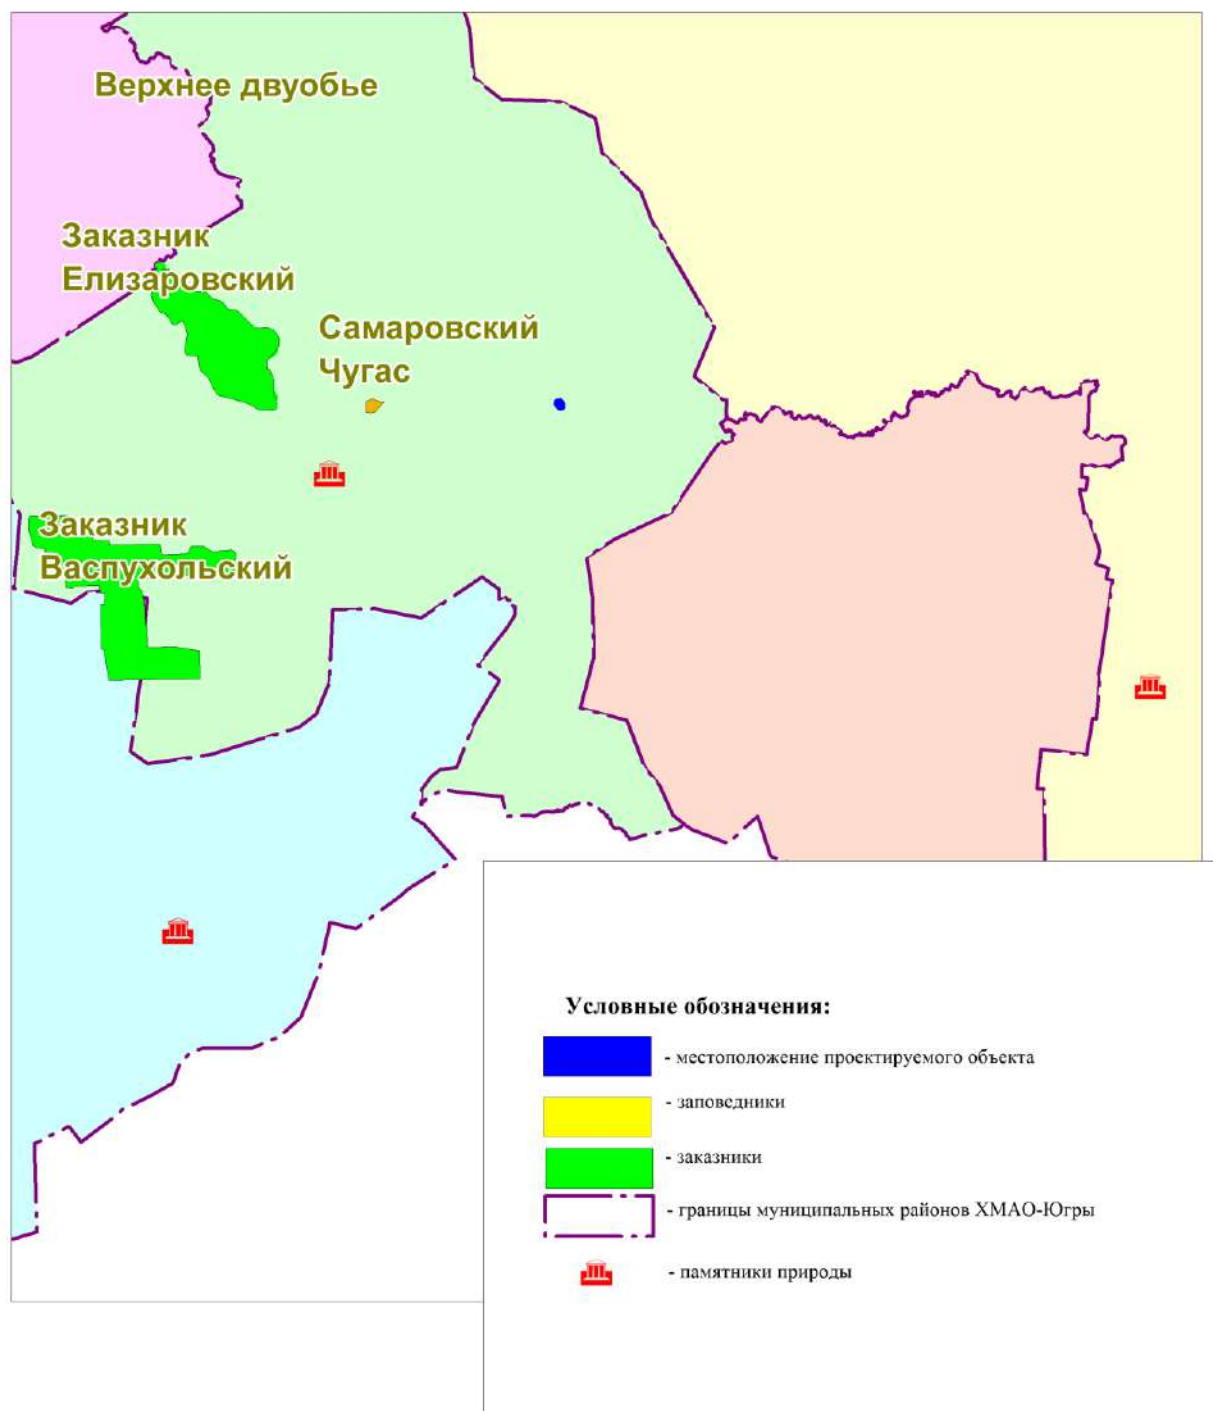 Верхнее двуобье
Заказник
Елизаровский
Самаровский
Чугас
Заказник
Васпухольский
Условные обозначения:
- местоположение проектируемого объекта
- заповедники
- заказники
- границы муниципальных районов ХМАО-Югры
- памятники природы